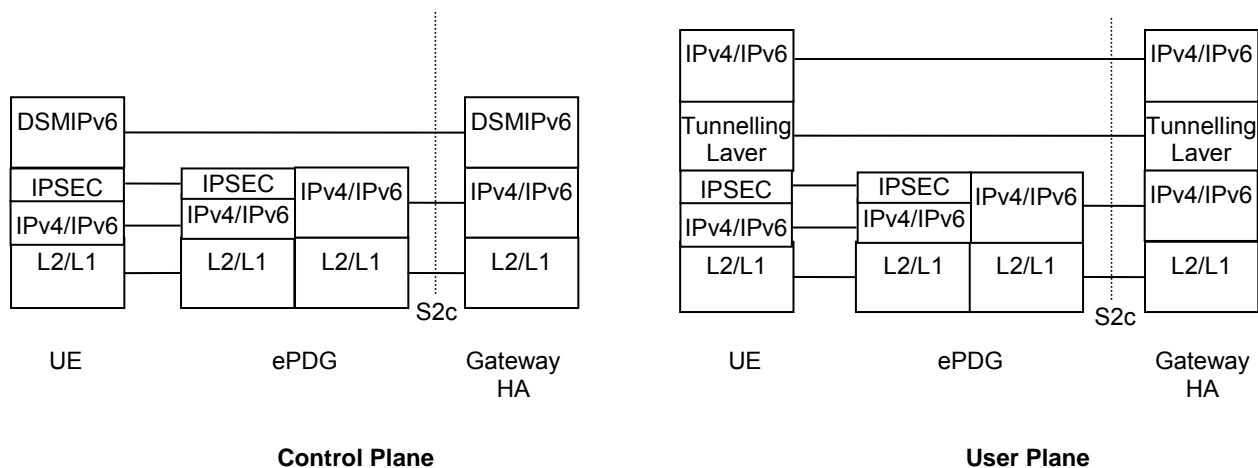 DSMIPv6
DSMIPv6
IPSEC
IPSEC
IPv4/IPv6
IPv4/IPv6
IPv4/IPv6
IPv4/IPv6
L2/L1
L2/L1
L2/L1
L2/L1
S2c
UE
ePDG
Gateway
HA
Control Plane
IPv4/IPv6
IPv4/IPv6
Tunnelling
Laver
Tunnelling
Laver
IPSEC
IPSEC
IPv4/IPv6
IPv4/IPv6
IPv4/IPv6
IPv4/IPv6
L2/L1
L2/L1
L2/L1
L2/L1
S2c
UE
ePDG
Gateway
HA
User Plane